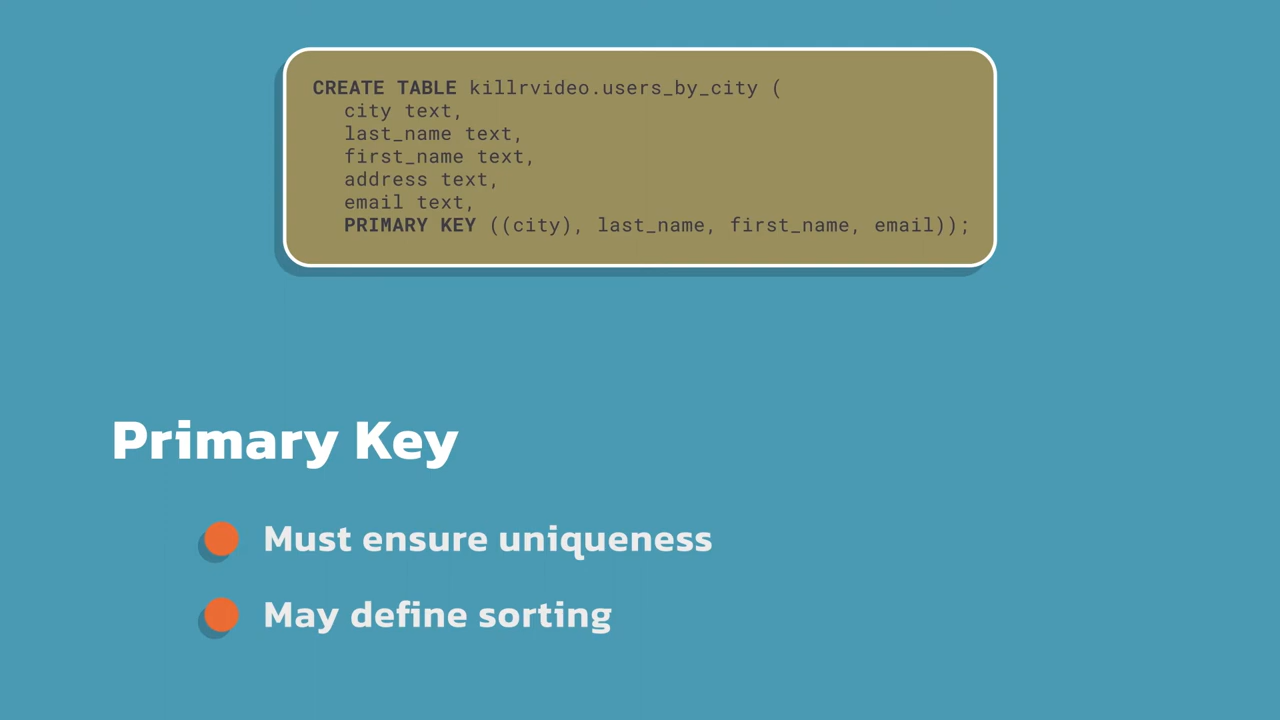 CREATE TABLE killrvideo.users_by_city (
city text,
last_name text,
first_name text,
address text,
email text,
PRIMARY KEY ((city), last_name, first_name, email));
Primary Key
Must ensure uniqueness
May define sorting